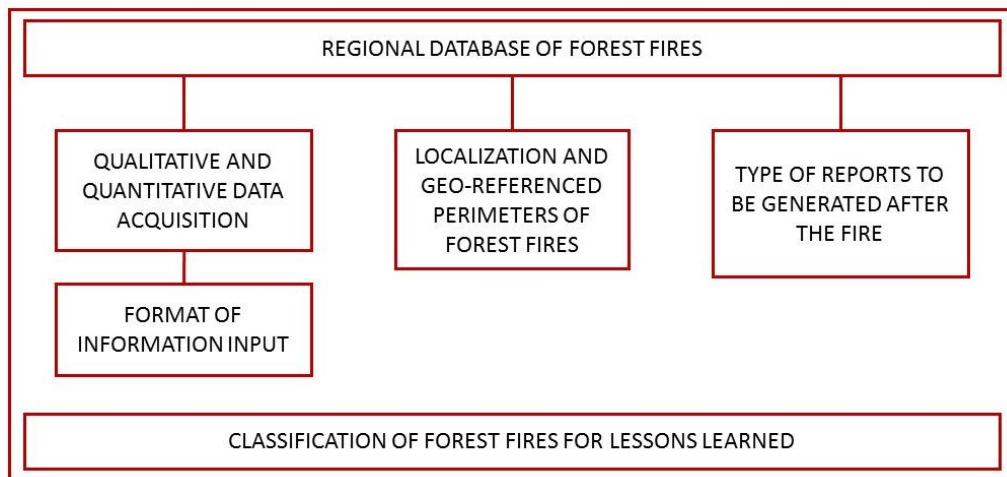 REGIONAL DATABASE OF FOREST FIRES
QUALITATIVE AND
QUANTITATIVE DATA
ACQUISITION
LOCALIZATION AND
GEO-REFERENCED
PERIMETERS OF
FOREST FIRES
TYPE OF REPORTS TO
BE GENERATED AFTER
THE FIRE
FORMAT OF
INFORMATION INPUT
CLASSIFICATION OF FOREST FIRES FOR LESSONS LEARNED